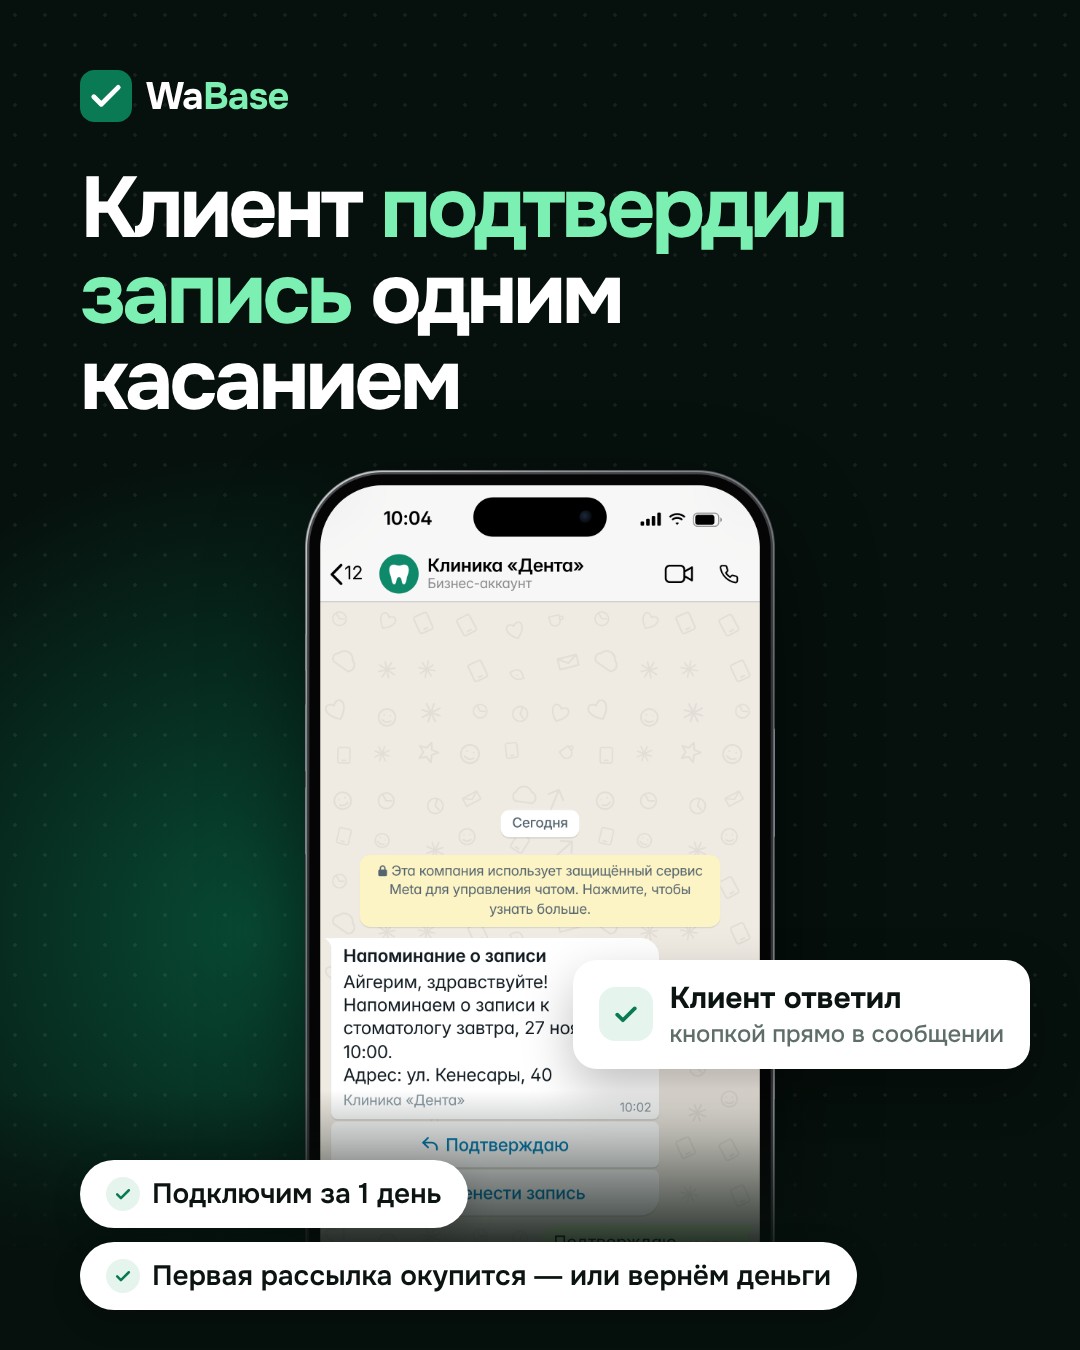 WaBase
Клиент подтвердил
запись одним
касанием
10:04
12
Клиника «Дента»
Бизнес-аккаунт
Сегодня
Эта компания использует защищённый сервис
Meta для управления чатом. Нажмите, чтобы
узнать больше.
Напоминание о записи
Айгерим, здравствуйте!
Напоминаем о записи к
стоматологу завтра, 27
10:00.
Адрес: ул. Кенесары, 40
Клиника «Дента»
10:02
Клиент ответил
кнопкой прямо в сообщении
Подтверждаю
запись
Подключим за 1 день
Первая рассылка окупится — или вернём деньги